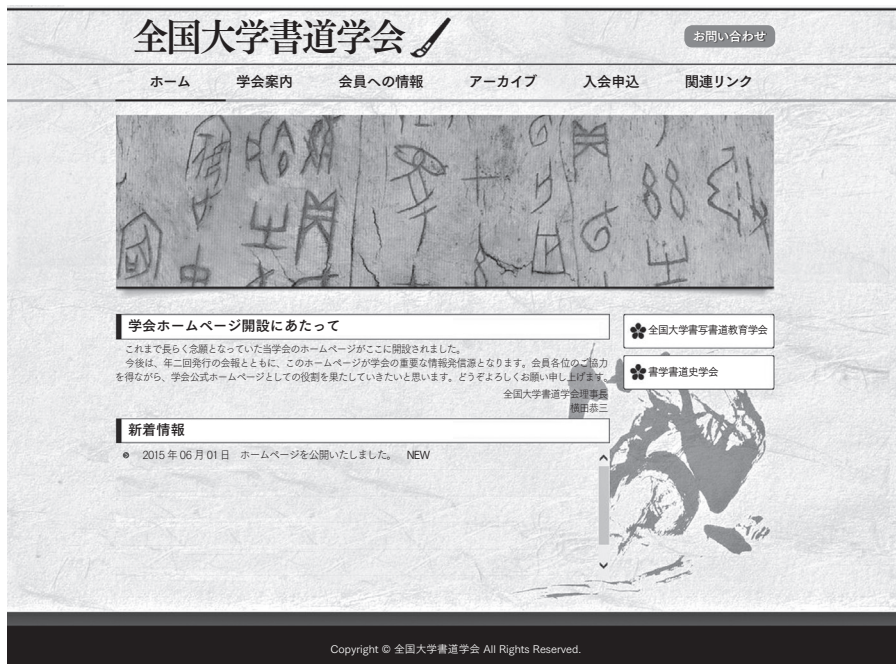 全国大学書道学会
お問い合わせ
ホーム 学会案内 会員への情報 アーカイブ 入会申込 関連リンク
学会ホームページ開設にあたって
これまで長らく念願となっていた当学会のホームページがここに開設されました。
今後は、年二回発行の会報とともに、このホームページが学会の重要な情報発信源となります。会員各位のご協力
を得ながら、学会公式ホームページとしての役割を果たしていきたいと思います。どうぞよろしくお願い申し上げます。
全国大学書道学会理事長
横田恭三
全国大学書写書道教育学会
書学書道史学会
新着情報
2015年06月01日 ホームページを公開いたしました。 NEW
Copyright © 全国大学書道学会 All Rights Reserved.